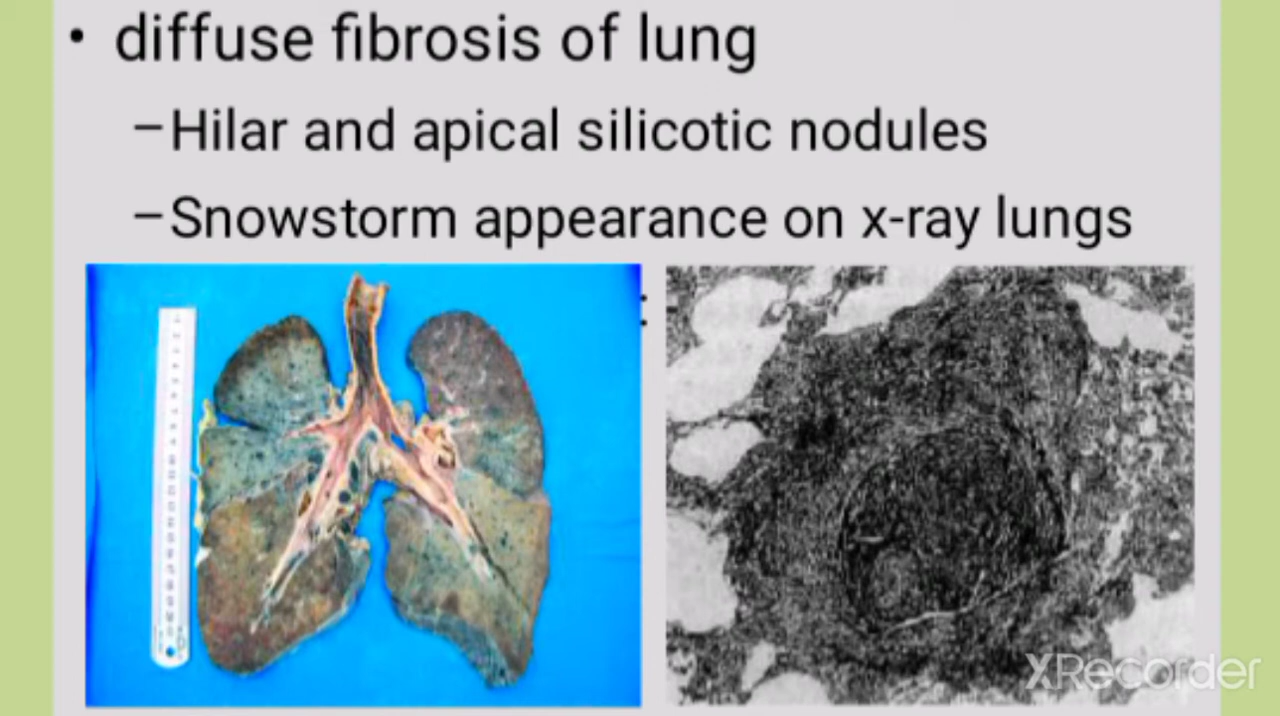 • diffuse fibrosis of lung
–Hilar and apical silicotic nodules
–Snowstorm appearance on x-ray lungs
:
XRecorder